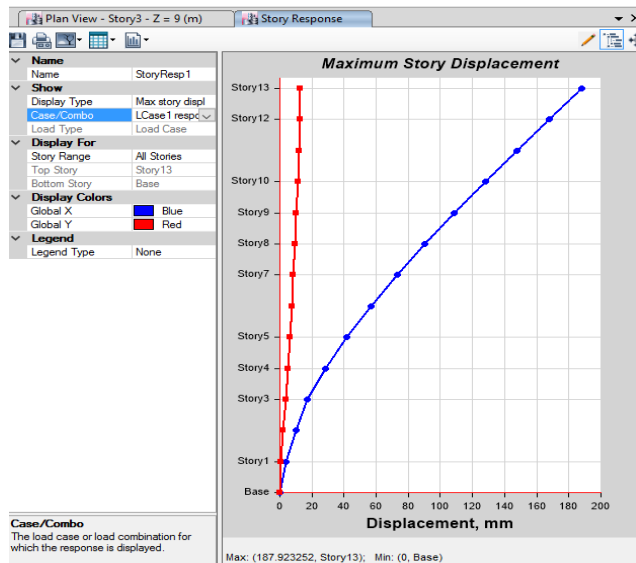 Plan View - Story3 - Z = 9 (m)
Story Response
Name
Name StoryResp1
Show
Display Type Max story displ
Case/Combo LCase1 respc
Load Type Load Case
Display For
Story Range All Stories
Top Story Story13
Bottom Story Base
Display Colors
Global X Blue
Global Y Red
Legend
Legend Type None
Case/Combo
The load case or load combination for
which the response is displayed.
Maximum Story Displacement
Story13
Story12
Story10
Story9
Story8
Story7
Story5
Story4
Story3
Story1
Base
0 20 40 60 80 100 120 140 160 180 200
Displacement, mm
Max: (187.923252, Story13); Min: (0, Base)